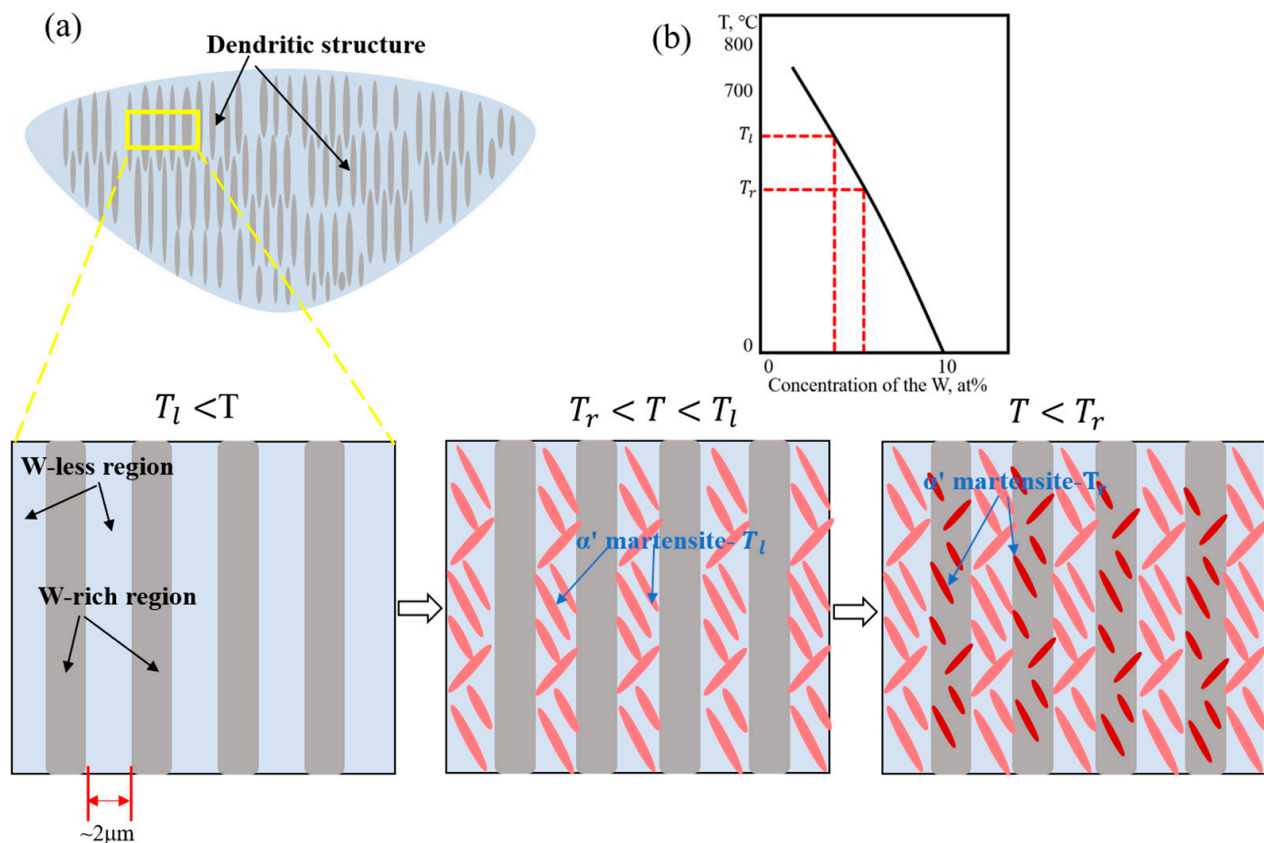 (a)
Dendritic structure
(b)
T, °C
800
700
T_l
T_r
0
0
10
Concentration of the W, at%
T_l <T
W-less region
W-rich region
~2μm
T_r < T < T_l
α' martensite- T_l
T < T_r
α' martensite-T_r